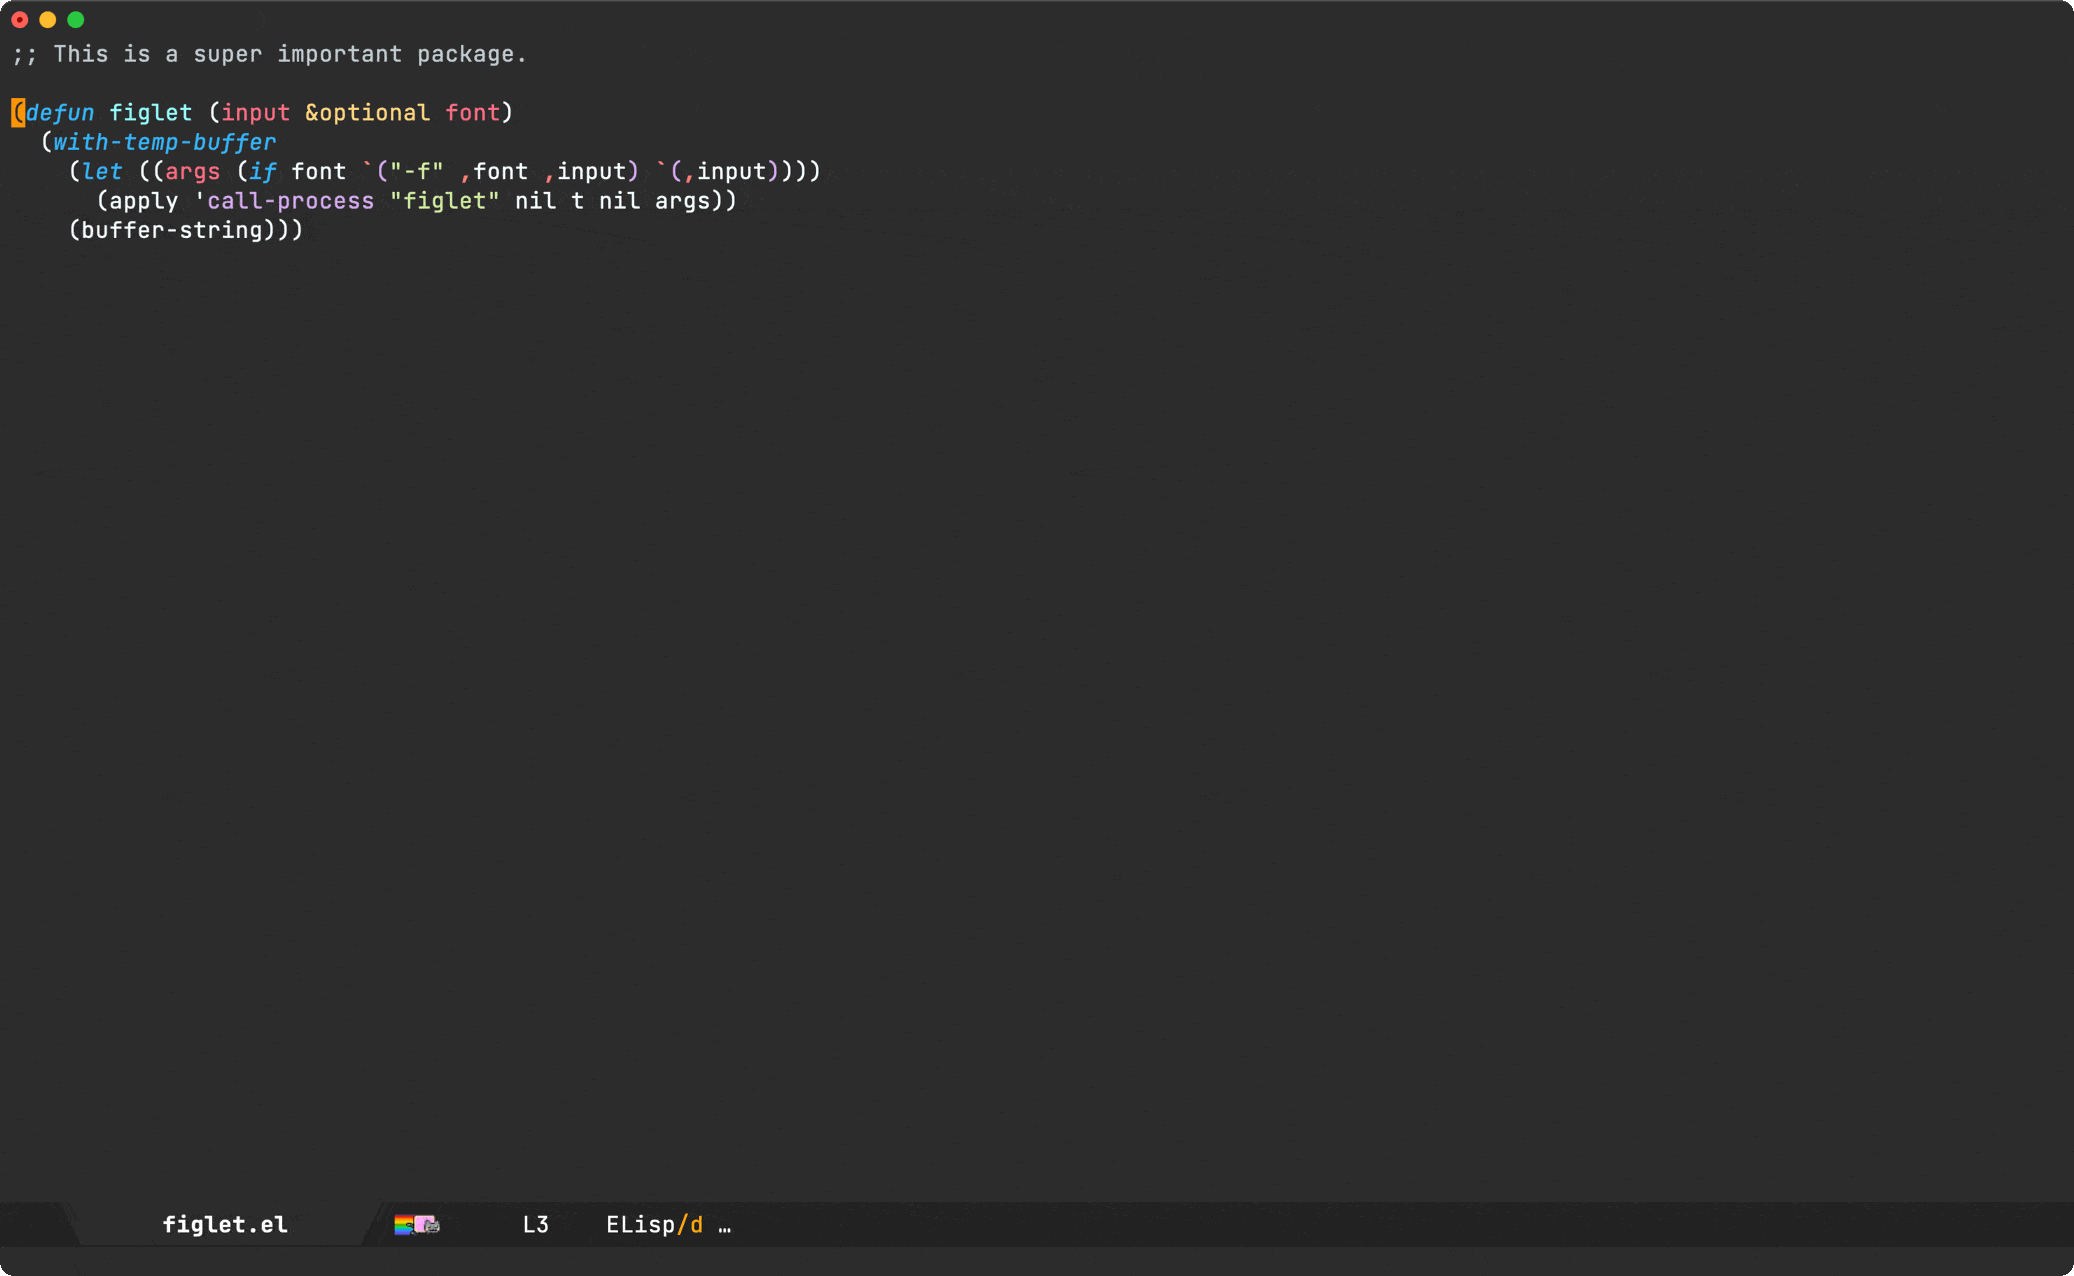 ;; This is a super important package.
(defun figlet (input &optional font)
  (with-temp-buffer
    (let ((args (if font `("-f" ,font ,input) `(,input))))
      (apply 'call-process "figlet" nil t nil args))
    (buffer-string)))
figlet.el L3 ELisp/d …